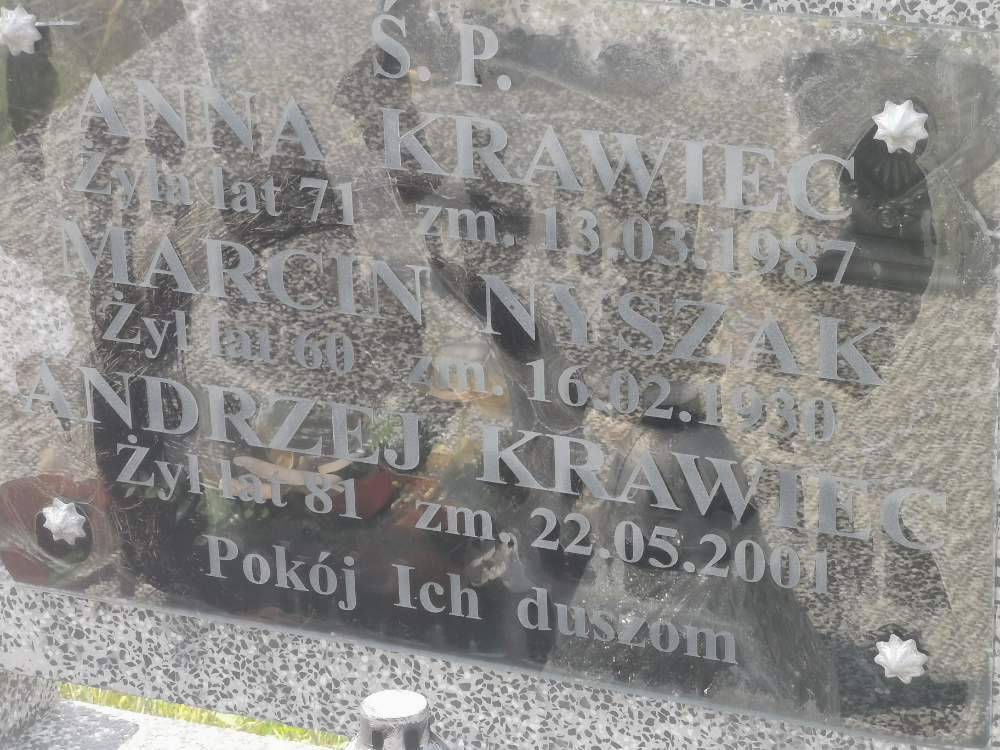 Ś. P.
ANNA KRAWIEC
Żyła lat 71 zm. 13.03.1987
MARCIN NYSZAK
Żył lat 60 zm. 16.02.1930
ANDRZEJ KRAWIEC
Żył lat 81 zm. 22.05.2001
Pokój Ich duszom